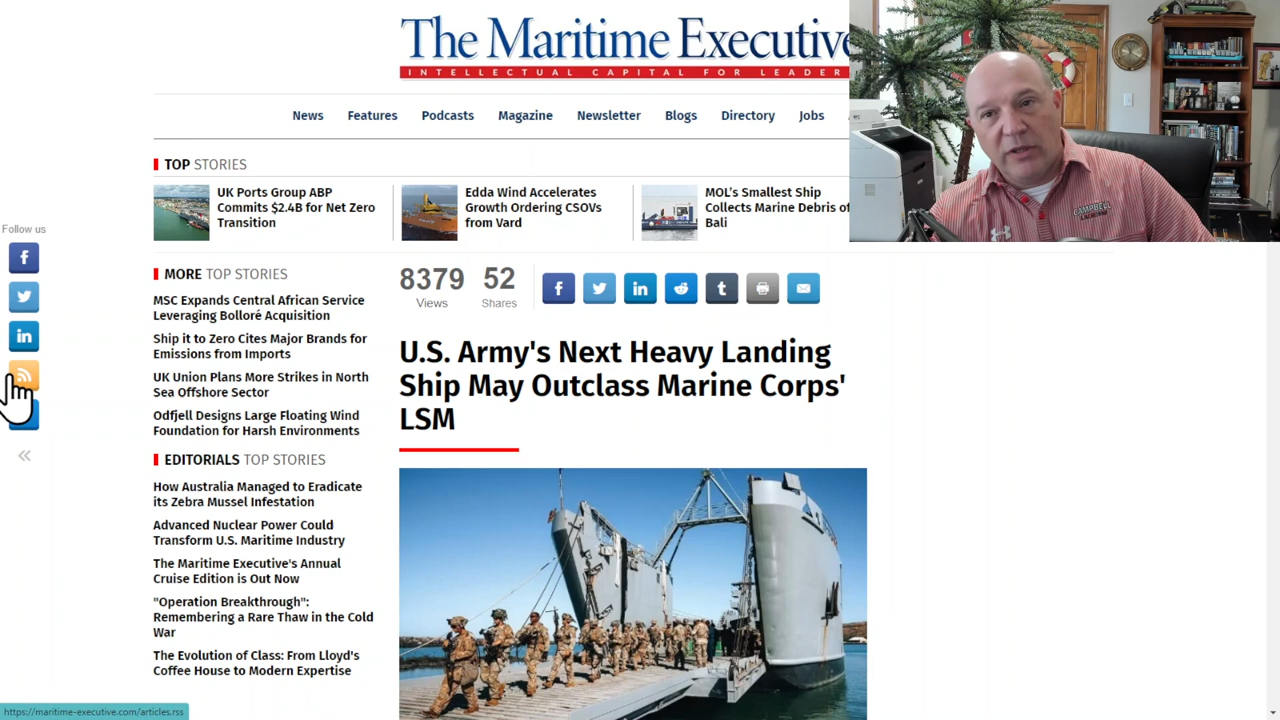 The Maritime Executive
INTELLECTUAL CAPITAL FOR LEADER
News Features Podcasts Magazine Newsletter Blogs Directory Jobs
TOP STORIES
UK Ports Group ABP
Commits $2.4B for Net Zero
Transition
Edda Wind Accelerates
Growth Ordering CSOVs
from Vard
MOL's Smallest Ship
Collects Marine Debris of
Bali
Follow us
MORE TOP STORIES
MSC Expands Central African Service
Leveraging Bolloré Acquisition
Ship it to Zero Cites Major Brands for
Emissions from Imports
UK Union Plans More Strikes in North
Sea Offshore Sector
Odfjell Designs Large Floating Wind
Foundation for Harsh Environments
EDITORIALS TOP STORIES
How Australia Managed to Eradicate
its Zebra Mussel Infestation
Advanced Nuclear Power Could
Transform U.S. Maritime Industry
The Maritime Executive's Annual
Cruise Edition is Out Now
"Operation Breakthrough":
Remembering a Rare Thaw in the Cold
War
The Evolution of Class: From Lloyd's
Coffee House to Modern Expertise
8379 52
Views Shares
U.S. Army's Next Heavy Landing
Ship May Outclass Marine Corps'
LSM
CAMPBELL
https://maritime-executive.com/articles.rss